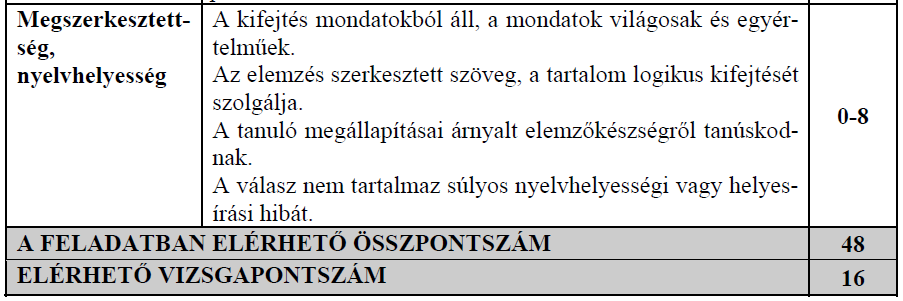 Megszerkesztett-
ség,
nyelvhelyesség
A kifejtés mondatokból áll, a mondatok világosak és egyér-
telműek.
Az elemzés szerkesztett szöveg, a tartalom logikus kifejtését
szolgálja.
A tanuló megállapításai árnyalt elemzőkészségről tanúskod-
nak.
A válasz nem tartalmaz súlyos nyelvhelyességi vagy helyes-
írási hibát.
0-8
A FELADATBAN ELÉRHETŐ ÖSSZPONTSZÁM 48
ELÉRHETŐ VIZSGAPONTSZÁM 16